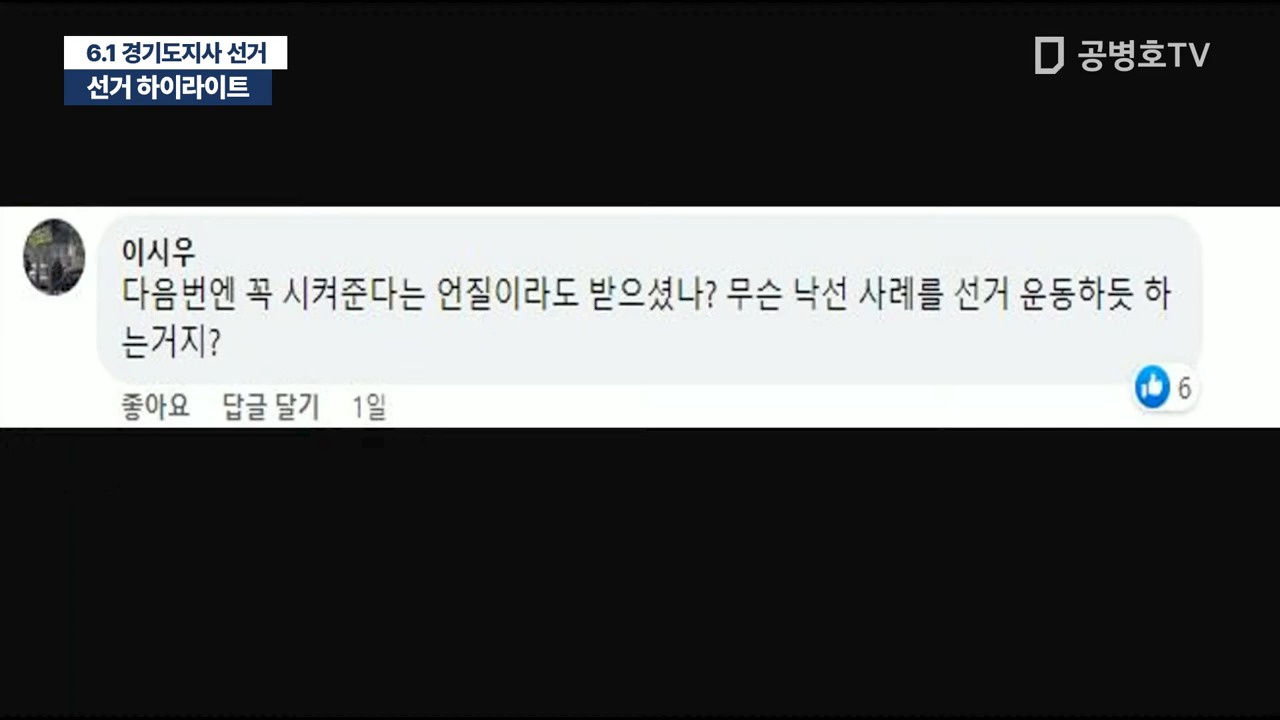 6.1 경기도지사 선거
선거 하이라이트
공병호TV
이시우
다음번엔 꼭 시켜준다는 언질이라도 받으셨나? 무슨 낙선 사례를 선거 운동하듯 하
는거지?
6
좋아요 답글 달기 1일